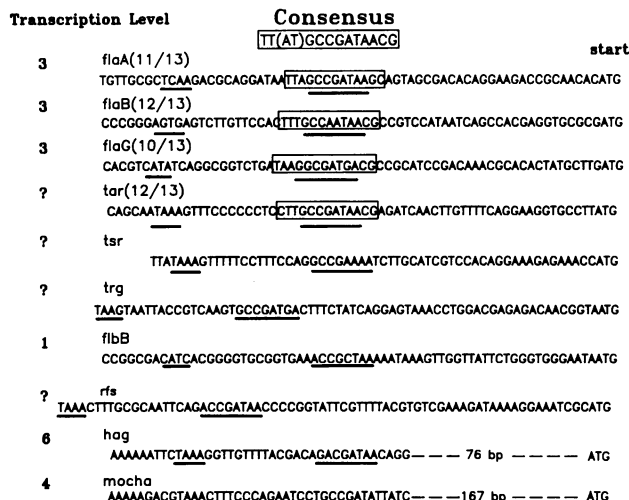 Transcription Level Consensus
TT(AT)GCCGATAACG
start
3 flaA(11/13)
TGTTGCGCTCAAGACGCAGGATAATTAGCCGATAAGCAGTAGCGACACAGGAAGACCGCAACACATG
3 flaB(12/13)
CCCGGGAGTGAGTCTTGTTCCACTTTGCCAATAACGCCGTCCATAATCAGCCACGAGGTGCGCGATG
3 flaG(10/13)
CACGTCATATCAGGCGGTCTGATAAGGCGATGACGCCGCATCCGACAAACGCACACTATGCTTGATG
? tar(12/13)
CAGCAATAAAGTTTCCCCCCTCCTTGCCGATAACGAGATCAACTTGTTTTCAGGAAGGTGCCTTATG
? tsr
TTATAAAGTTTTTCCTTTCCAGGCCGAAAATCTTGCATCGTCCACAGGAAAGAGAAACCATG
? trg
TAAGTAATTACCGTCAAGTGCCGATGACTTTCTATCAGGAGTAAACCTGGACGAGAGACAACGGTAATG
1 flbB
CCGGCGACATCACGGGGTGCGGTGAAACCGCTAAAAATAAAGTTGGTTATTCTGGGTGGGAATAATG
? rfs
TAAACTTTGCGCAATTCAGACCGATAACCCCGGTATTCGTTTTACGTGTCGAAAGATAAAAGGAAATCGCATG
6 hag
AAAAAATTCTAAAGGTTGTTTTACGACAGACGATAACAGG———— 76 bp ———— ATG
4 mocha
AAAAAGACGTAAACTTTCCCAGAATCCTGCCGATATTATC————167 bp———— ATG